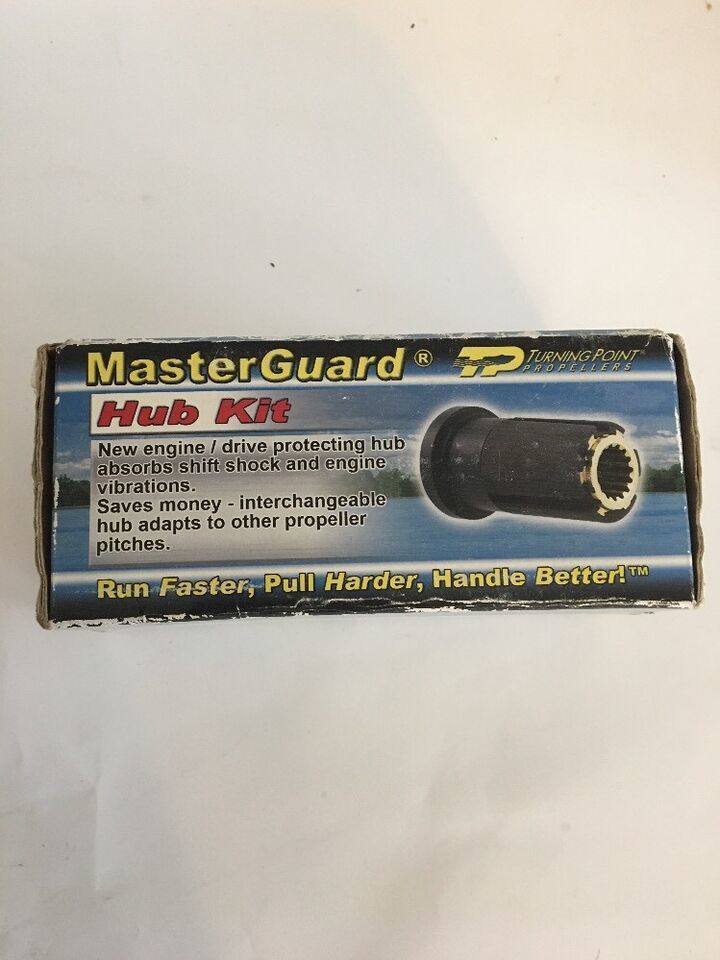 MasterGuard®
TP TURNING POINT®
PROPELLERS
Hub Kit
New engine / drive protecting hub
absorbs shift shock and engine
vibrations.
Saves money - interchangeable
hub adapts to other propeller
pitches.
Run Faster, Pull Harder, Handle Better!™